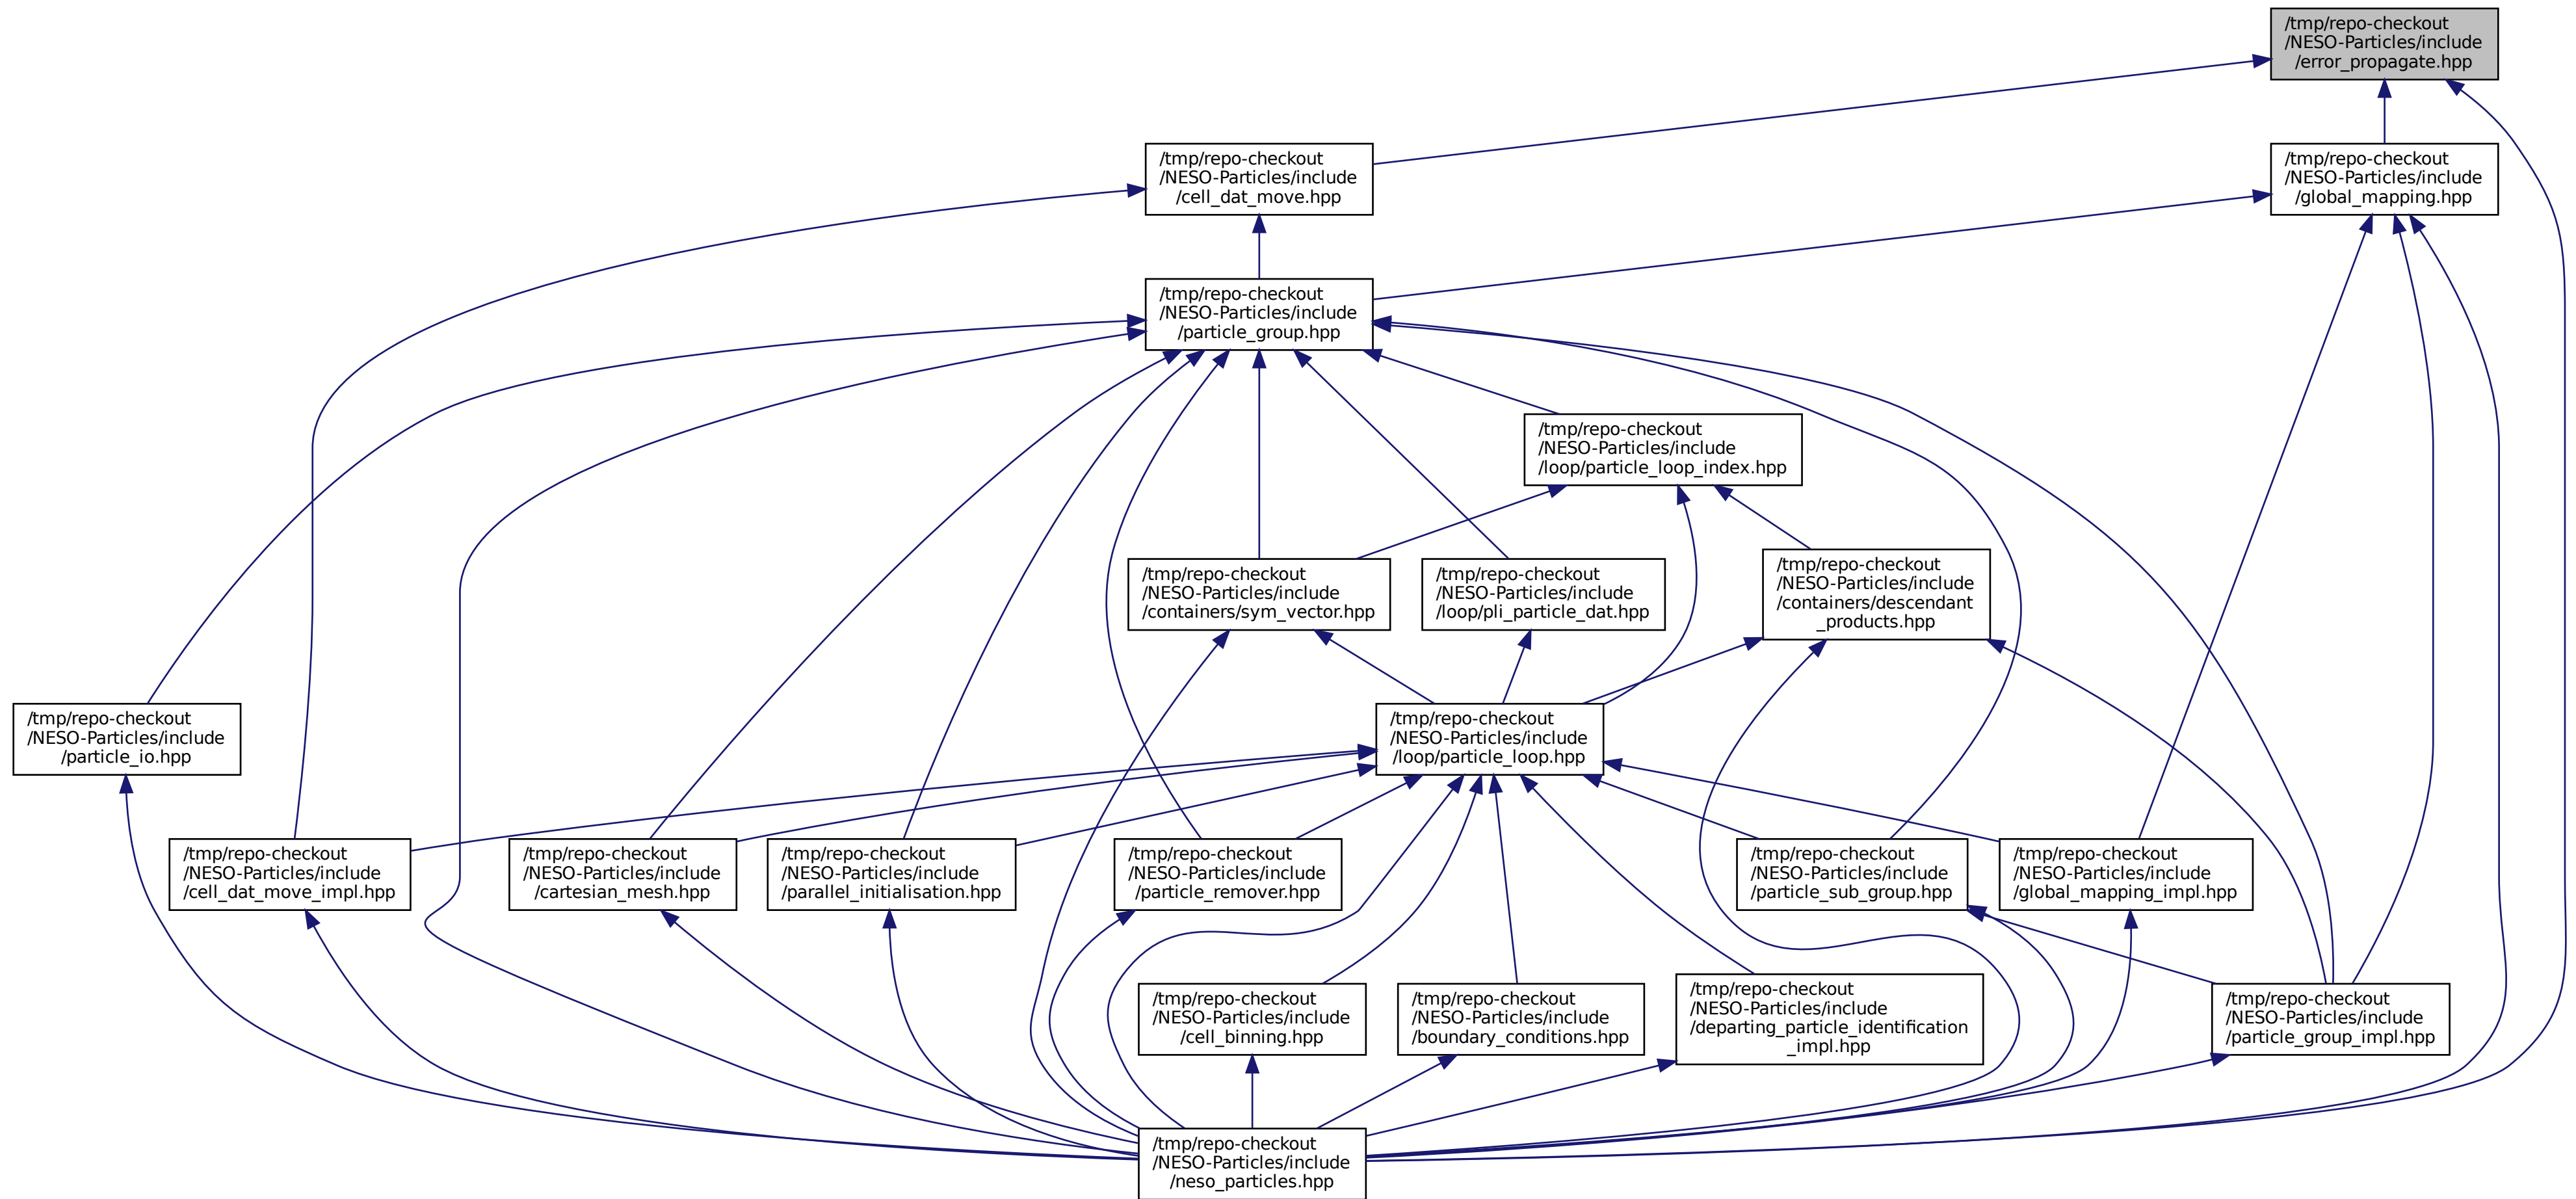 /tmp/repo-checkout
/NESO-Particles/include
/error_propagate.hpp
/tmp/repo-checkout
/NESO-Particles/include
/cell_dat_move.hpp
/tmp/repo-checkout
/NESO-Particles/include
/global_mapping.hpp
/tmp/repo-checkout
/NESO-Particles/include
/particle_group.hpp
/tmp/repo-checkout
/NESO-Particles/include
/loop/particle_loop_index.hpp
/tmp/repo-checkout
/NESO-Particles/include
/containers/sym_vector.hpp
/tmp/repo-checkout
/NESO-Particles/include
/loop/pli_particle_dat.hpp
/tmp/repo-checkout
/NESO-Particles/include
/containers/descendant
_products.hpp
/tmp/repo-checkout
/NESO-Particles/include
/particle_io.hpp
/tmp/repo-checkout
/NESO-Particles/include
/loop/particle_loop.hpp
/tmp/repo-checkout
/NESO-Particles/include
/cell_dat_move_impl.hpp
/tmp/repo-checkout
/NESO-Particles/include
/cartesian_mesh.hpp
/tmp/repo-checkout
/NESO-Particles/include
/parallel_initialisation.hpp
/tmp/repo-checkout
/NESO-Particles/include
/particle_remover.hpp
/tmp/repo-checkout
/NESO-Particles/include
/particle_sub_group.hpp
/tmp/repo-checkout
/NESO-Particles/include
/global_mapping_impl.hpp
/tmp/repo-checkout
/NESO-Particles/include
/cell_binning.hpp
/tmp/repo-checkout
/NESO-Particles/include
/boundary_conditions.hpp
/tmp/repo-checkout
/NESO-Particles/include
/departing_particle_identification
_impl.hpp
/tmp/repo-checkout
/NESO-Particles/include
/particle_group_impl.hpp
/tmp/repo-checkout
/NESO-Particles/include
/neso_particles.hpp